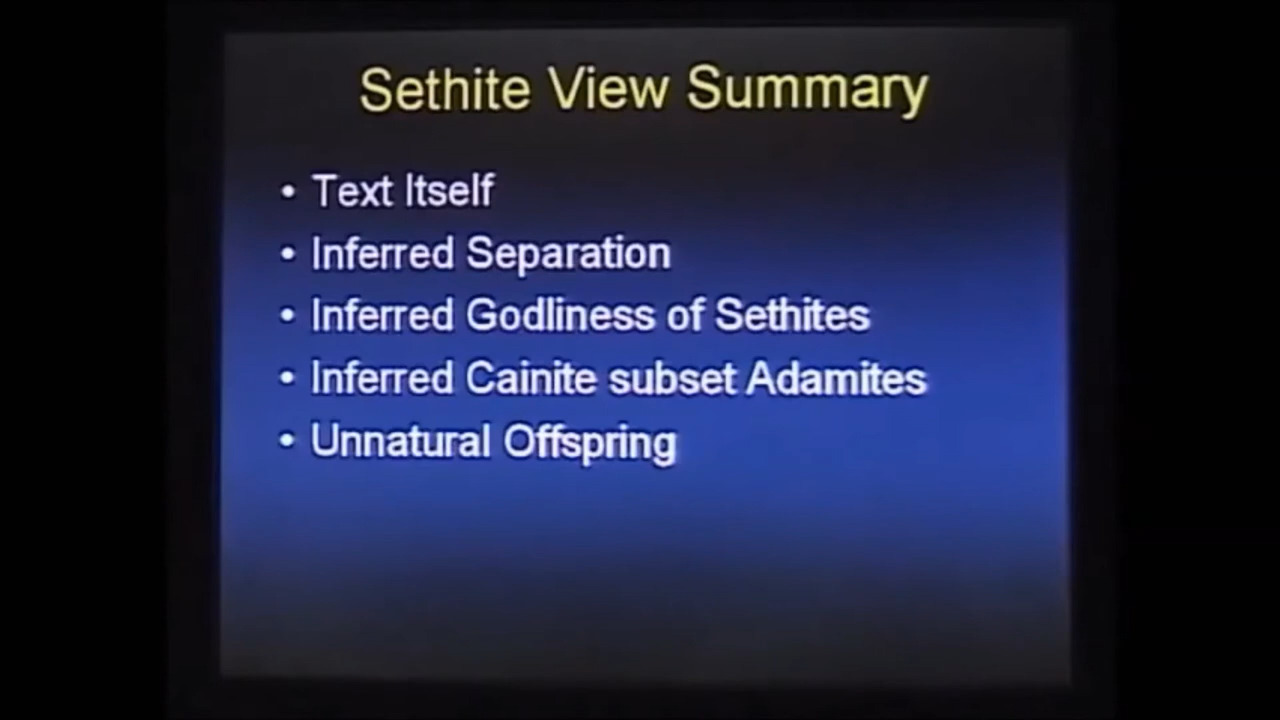 Sethite View Summary
• Text Itself
• Inferred Separation
• Inferred Godliness of Sethites
• Inferred Cainite subset Adamites
• Unnatural Offspring